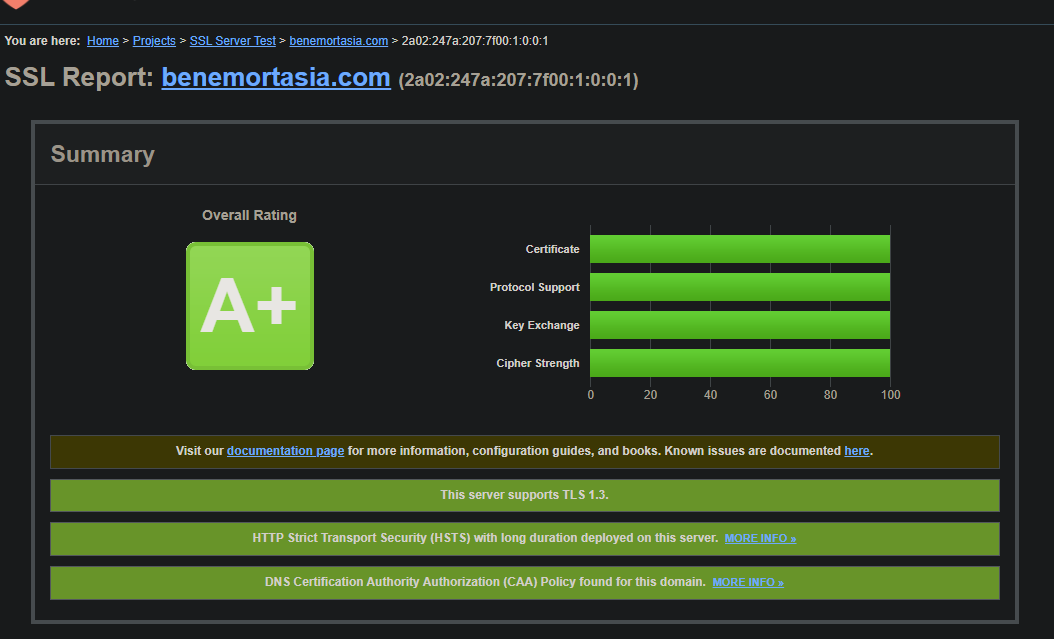 You are here: Home > Projects > SSL Server Test > benemortasia.com > 2a02:247a:207:7f00:1:0:0:1
SSL Report: benemortasia.com (2a02:247a:207:7f00:1:0:0:1)
Summary
Overall Rating
A+
Certificate
Protocol Support
Key Exchange
Cipher Strength
0 20 40 60 80 100
Visit our documentation page for more information, configuration guides, and books. Known issues are documented here.
This server supports TLS 1.3.
HTTP Strict Transport Security (HSTS) with long duration deployed on this server. MORE INFO »
DNS Certification Authority Authorization (CAA) Policy found for this domain. MORE INFO »